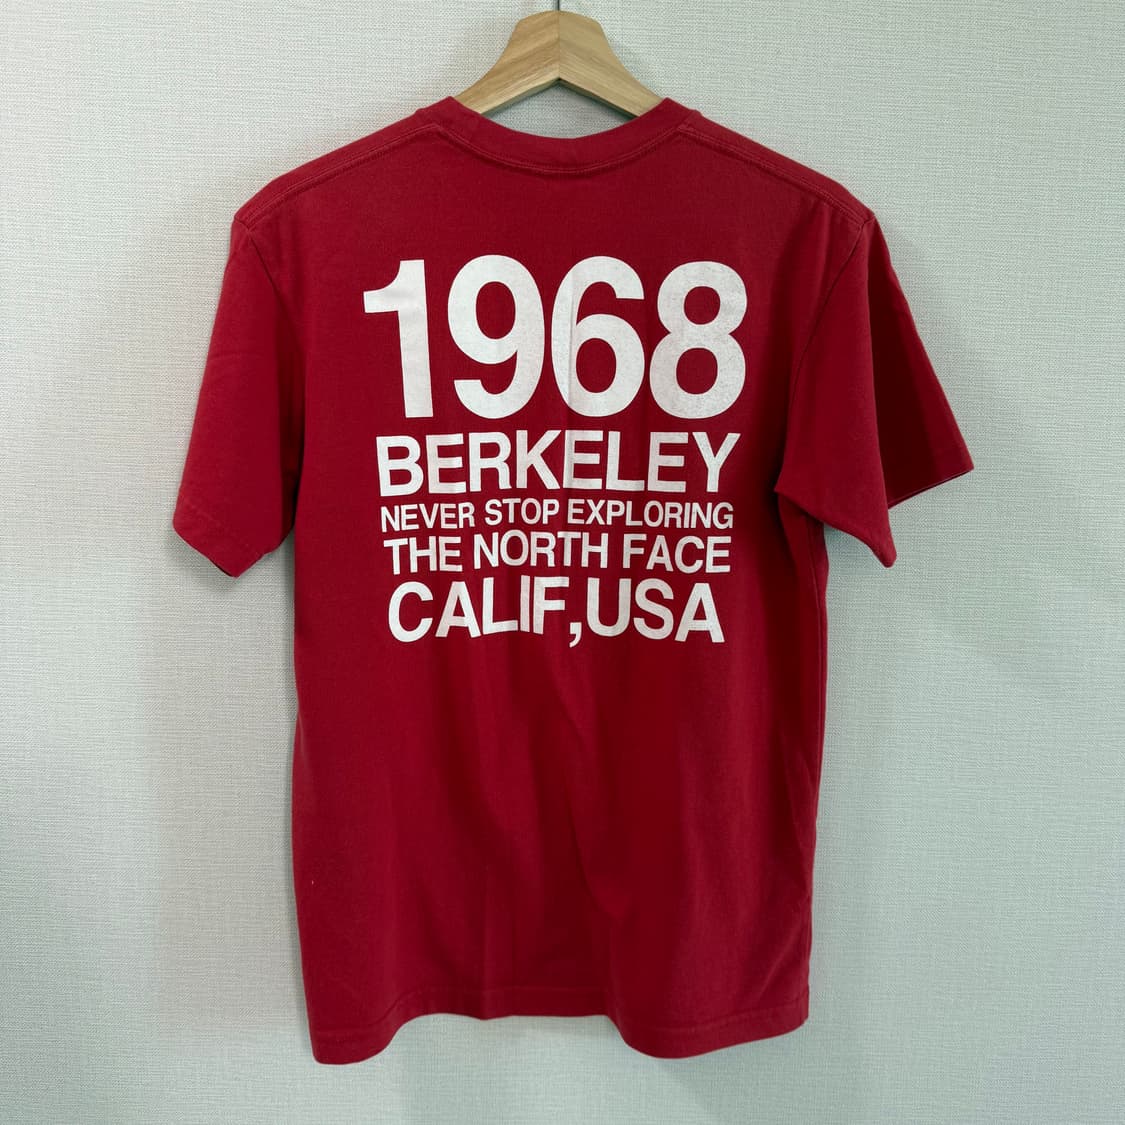 1968
BERKELEY
NEVER STOP EXPLORING
THE NORTH FACE
CALIF,USA